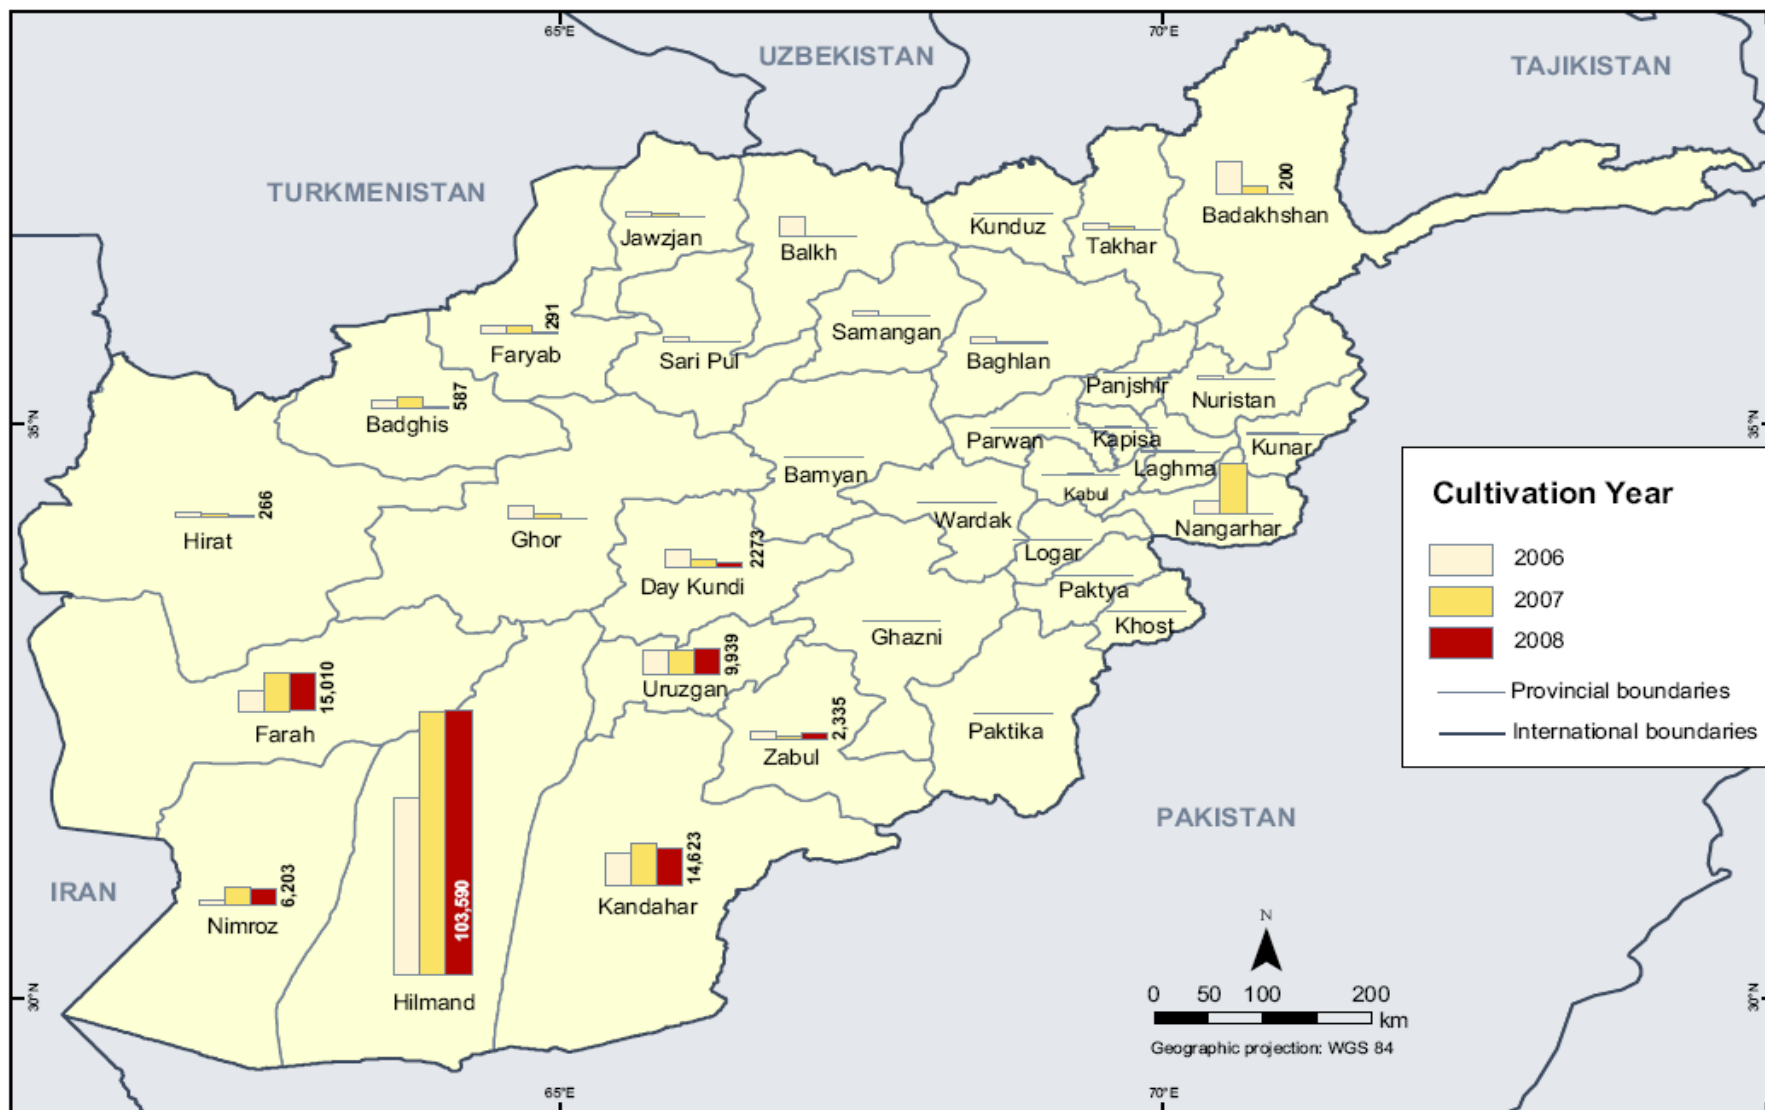 65°E
70°E
UZBEKISTAN
TAJIKISTAN
TURKMENISTAN
200
Badakhshan
Jawzjan
Balkh
Kunduz
Takhar
291
Faryab
Sari Pul
Samangan
Baghlan
Panjshir
Nuristan
587
Badghis
35°N
35°N
Parwan
Kapisa
Kunar
Bamyan
Laghma
Kabul
266
Hirat
Ghor
Wardak
Nangarhar
2273
Day Kundi
Logar
Paktya
Khost
Ghazni
9,939
Uruzgan
15,010
Farah
2,335
Zabul
Paktika
Cultivation Year
2006
2007
2008
Provincial boundaries
International boundaries
PAKISTAN
IRAN
6,203
Nimroz
103,590
Hilmand
14,623
Kandahar
N
30°N
30°N
0 50 100 200
km
Geographic projection: WGS 84
65°E
70°E